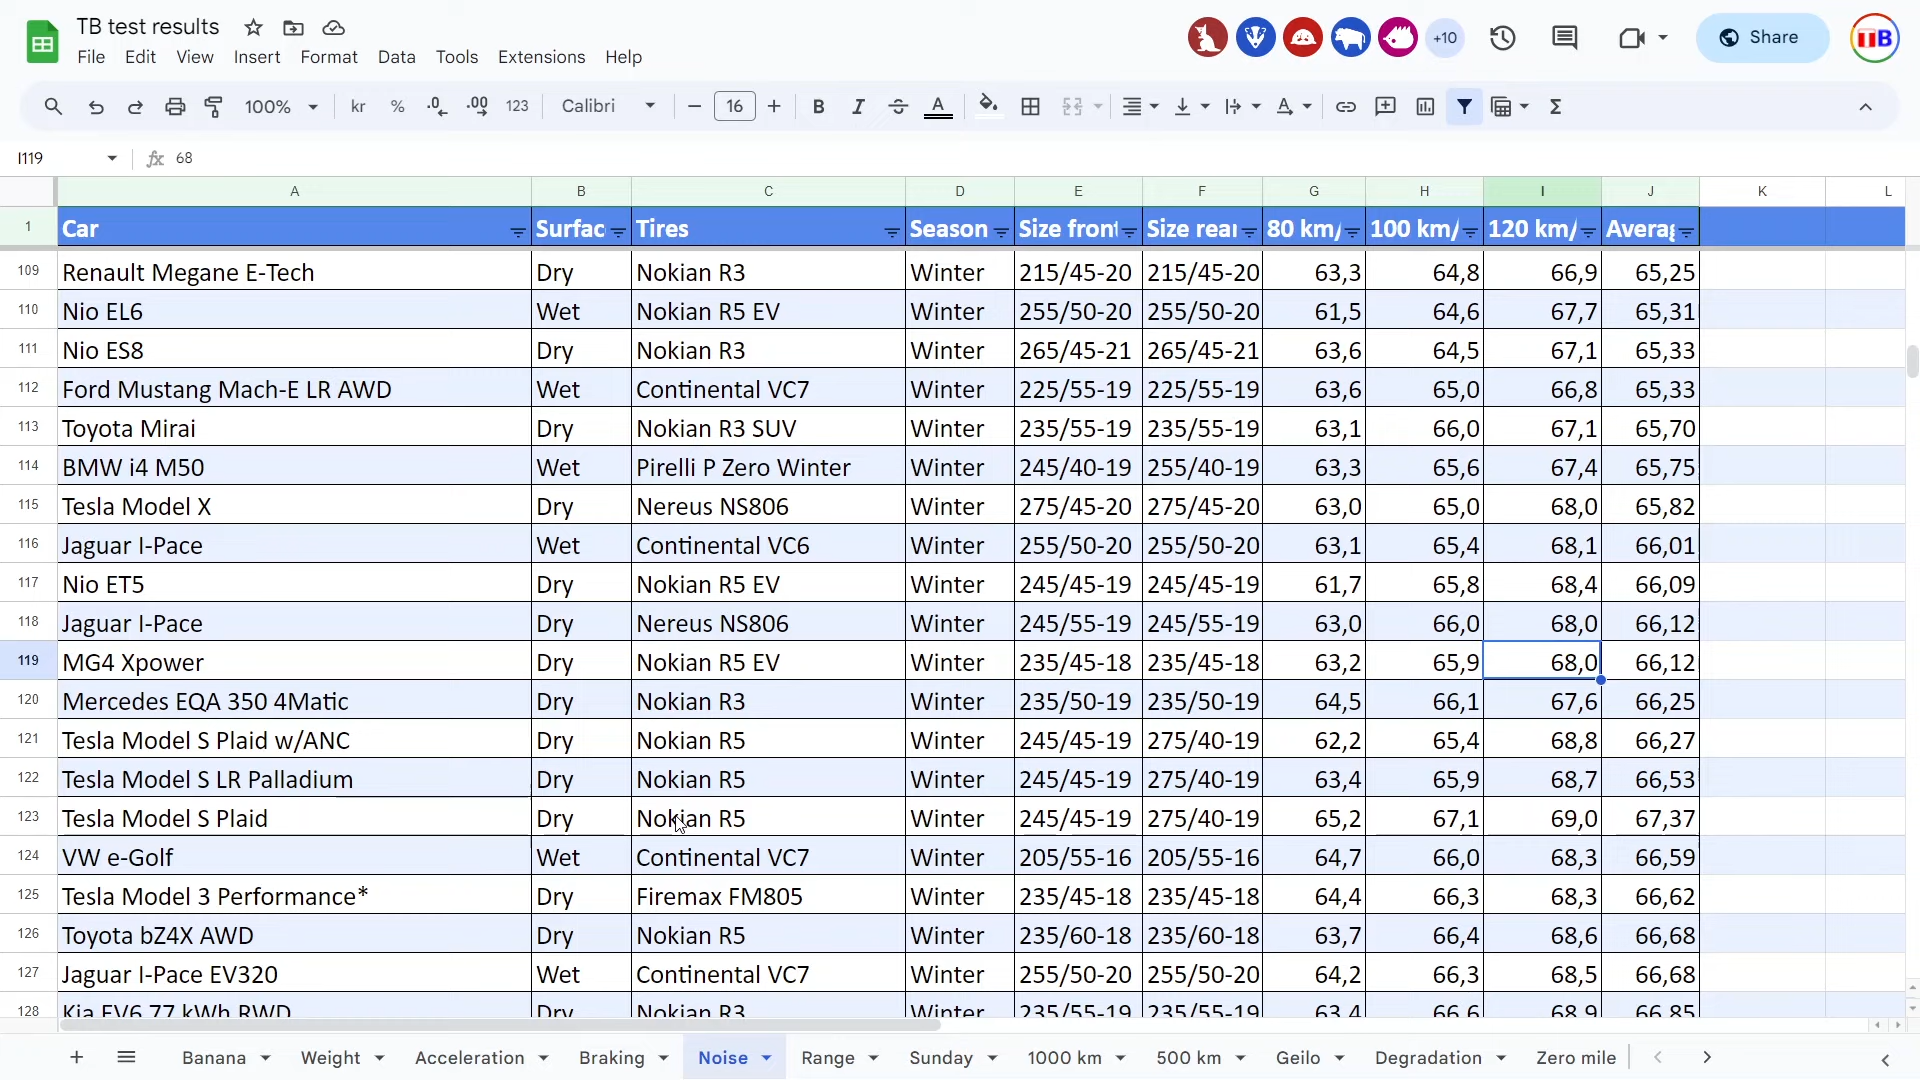 TB test results
File Edit View Insert Format Data Tools Extensions Help
+10
Share
TB
100% kr % .0 .00 123 Calibri 16 B I S A
I119 fx 68
A B C D E F G H I J K L
1 Car Surfac Tires Season Size front Size rear 80 km/ 100 km/ 120 km/ Averag
109 Renault Megane E-Tech Dry Nokian R3 Winter 215/45-20 215/45-20 63,3 64,8 66,9 65,25
110 Nio EL6 Wet Nokian R5 EV Winter 255/50-20 255/50-20 61,5 64,6 67,7 65,31
111 Nio ES8 Dry Nokian R3 Winter 265/45-21 265/45-21 63,6 64,5 67,1 65,33
112 Ford Mustang Mach-E LR AWD Wet Continental VC7 Winter 225/55-19 225/55-19 63,6 65,0 66,8 65,33
113 Toyota Mirai Dry Nokian R3 SUV Winter 235/55-19 235/55-19 63,1 66,0 67,1 65,70
114 BMW i4 M50 Wet Pirelli P Zero Winter Winter 245/40-19 255/40-19 63,3 65,6 67,4 65,75
115 Tesla Model X Dry Nereus NS806 Winter 275/45-20 275/45-20 63,0 65,0 68,0 65,82
116 Jaguar I-Pace Wet Continental VC6 Winter 255/50-20 255/50-20 63,1 65,4 68,1 66,01
117 Nio ET5 Dry Nokian R5 EV Winter 245/45-19 245/45-19 61,7 65,8 68,4 66,09
118 Jaguar I-Pace Dry Nereus NS806 Winter 245/55-19 245/55-19 63,0 66,0 68,0 66,12
119 MG4 Xpower Dry Nokian R5 EV Winter 235/45-18 235/45-18 63,2 65,9 68,0 66,12
120 Mercedes EQA 350 4Matic Dry Nokian R3 Winter 235/50-19 235/50-19 64,5 66,1 67,6 66,25
121 Tesla Model S Plaid w/ANC Dry Nokian R5 Winter 245/45-19 275/40-19 62,2 65,4 68,8 66,27
122 Tesla Model S LR Palladium Dry Nokian R5 Winter 245/45-19 275/40-19 63,4 65,9 68,7 66,53
123 Tesla Model S Plaid Dry Nokian R5 Winter 245/45-19 275/40-19 65,2 67,1 69,0 67,37
124 VW e-Golf Wet Continental VC7 Winter 205/55-16 205/55-16 64,7 66,0 68,3 66,59
125 Tesla Model 3 Performance* Dry Firemax FM805 Winter 235/45-18 235/45-18 64,4 66,3 68,3 66,62
126 Toyota bZ4X AWD Dry Nokian R5 Winter 235/60-18 235/60-18 63,7 66,4 68,6 66,68
127 Jaguar I-Pace EV320 Wet Continental VC7 Winter 255/50-20 255/50-20 64,2 66,3 68,5 66,68
128 Kia EV6 77 kWh RWD Dry Nokian R3 Winter 235/55-19 235/55-19 63,4 66,6 68,9 66,85
Banana Weight Acceleration Braking Noise Range Sunday 1000 km 500 km Geilo Degradation Zero mile